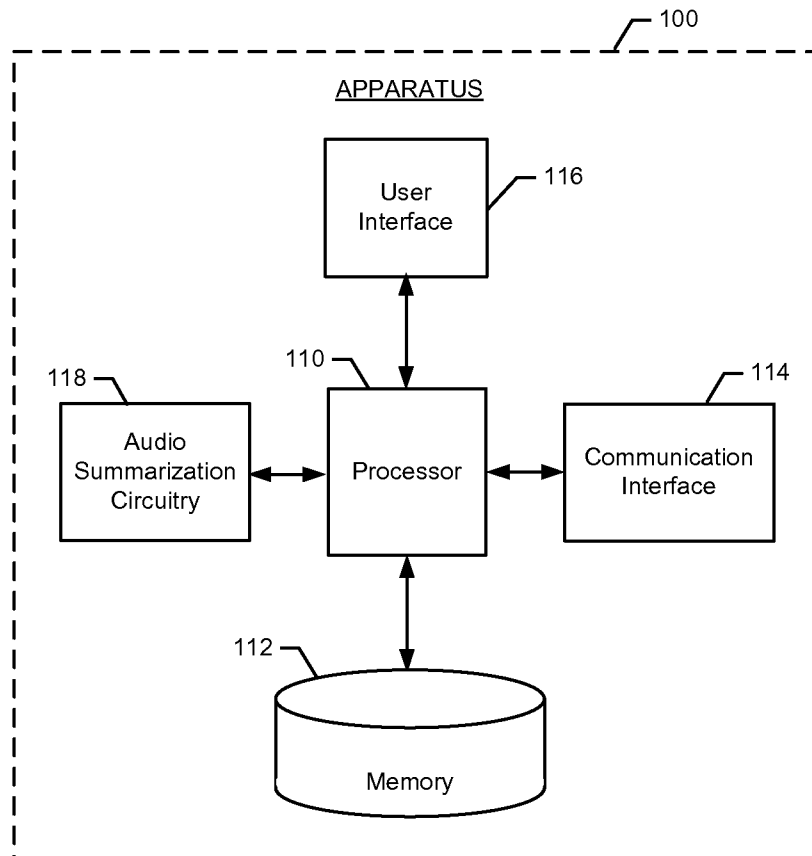 100
APPARATUS
User
Interface
116
110
118
114
Audio
Summarization
Circuitry
Processor
Communication
Interface
112
Memory